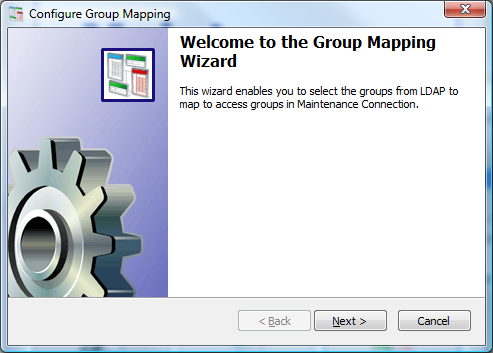 Configure Group Mapping
Welcome to the Group Mapping
Wizard
This wizard enables you to select the groups from LDAP to
map to access groups in Maintenance Connection.
< Back
Next >
Cancel